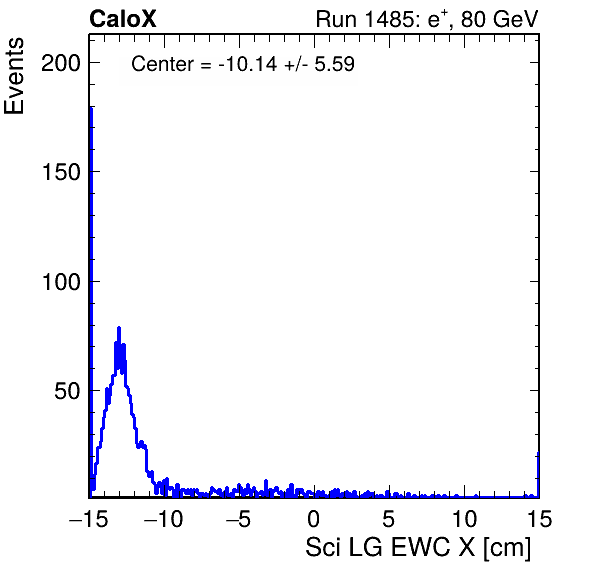 CaloX Run 1485: e⁺, 80 GeV
Center = -10.14 +/- 5.59
Events
200
150
100
50
−15 −10 −5 0 5 10 15
Sci LG EWC X [cm]